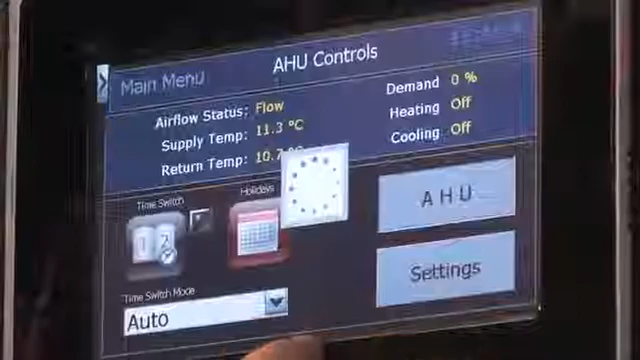 AHU Controls
Main Menu
Airflow Status: Flow
Supply Temp: 11.3 °C
Return Temp: 10.7
Demand 0 %
Heating Off
Cooling Off
Time Switch
Holidays
AHU
Settings
Time Switch Mode
Auto